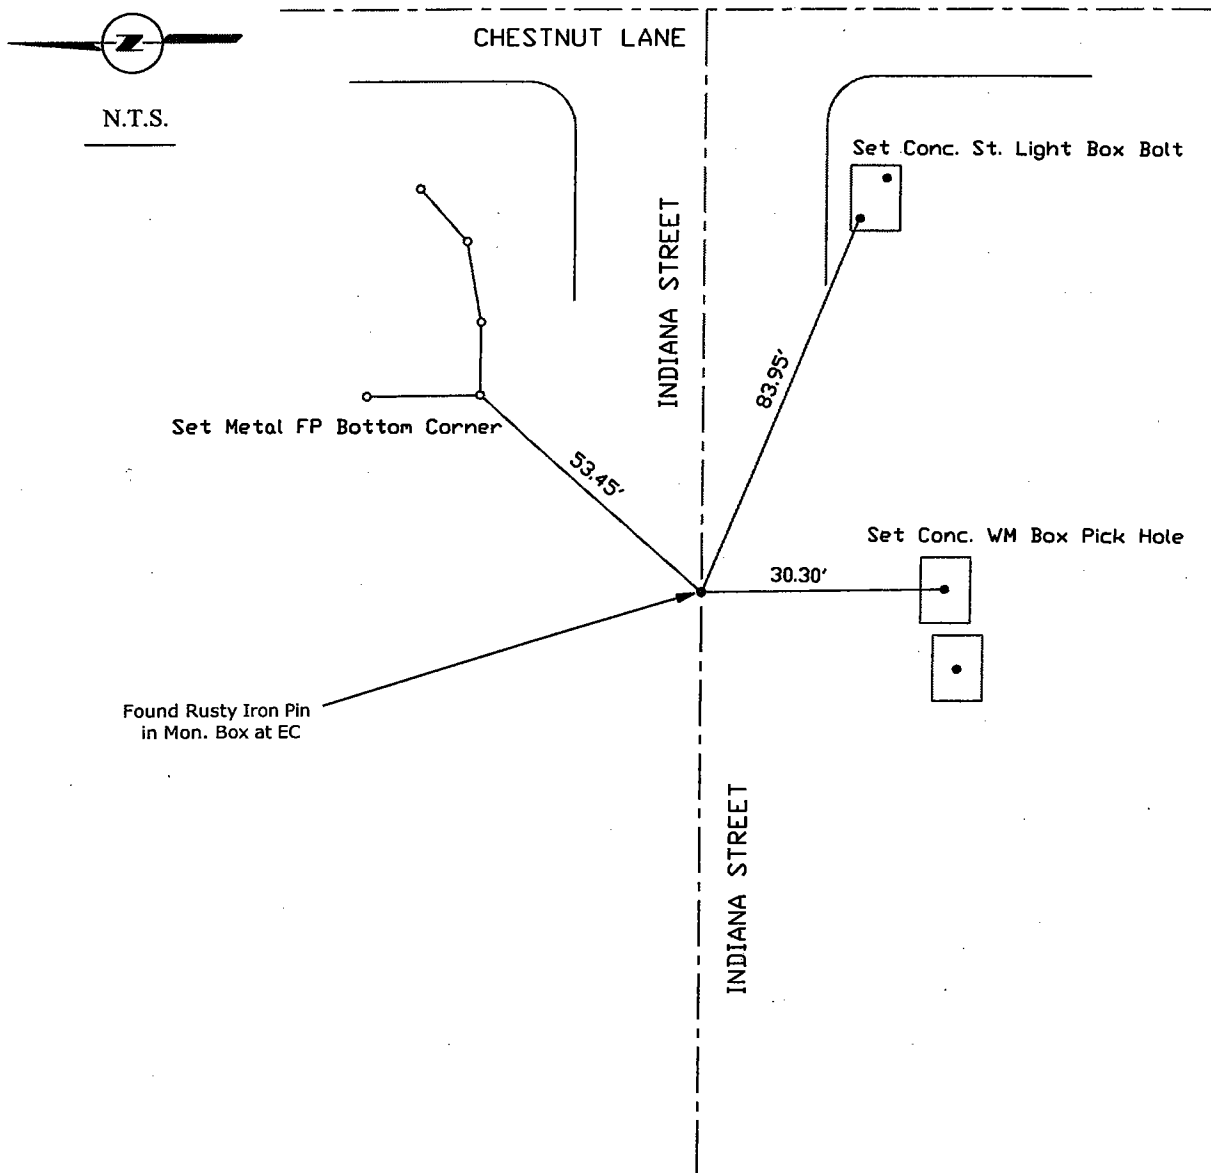 CHESTNUT LANE
N.T.S.
Set Conc. St. Light Box Bolt
INDIANA STREET
83.95'
Set Metal FP Bottom Corner
53.45'
Set Conc. WM Box Pick Hole
30.30'
Found Rusty Iron Pin
in Mon. Box at EC
INDIANA STREET